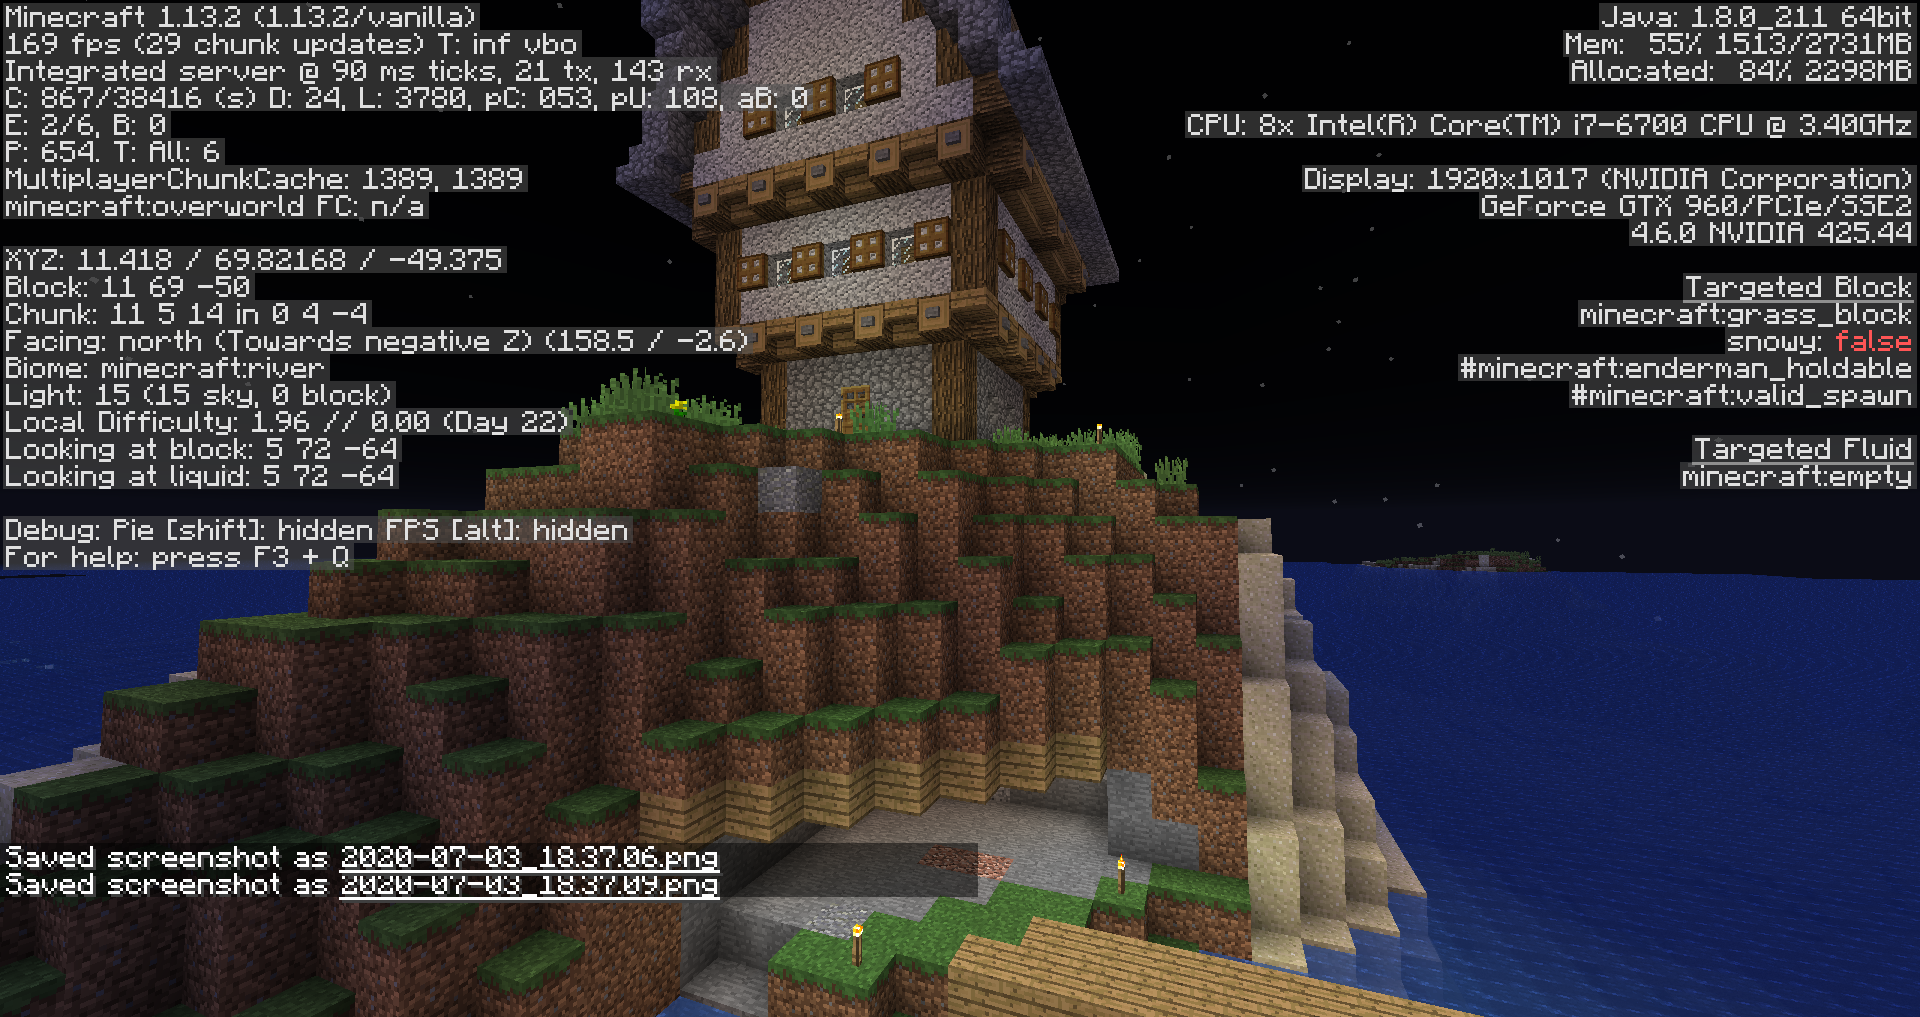 Minecraft 1.13.2 (1.13.2/vanilla)
169 fps (29 chunk updates) T: inf vbo
Integrated server @ 90 ms ticks, 21 tx, 143 rx
C: 867/38416 (s) D: 24, L: 3780, pC: 053, pU: 108, aB: 0
E: 2/6, B: 0
P: 654. T: All: 6
MultiplayerChunkCache: 1389, 1389
minecraft:overworld FC: n/a
XYZ: 11.418 / 69.82168 / -49.375
Block: 11 69 -50
Chunk: 11 5 14 in 0 4 -4
Facing: north (Towards negative Z) (158.5 / -2.6)
Biome: minecraft:river
Light: 15 (15 sky, 0 block)
Local Difficulty: 1.96 // 0.00 (Day 22)
Looking at block: 5 72 -64
Looking at liquid: 5 72 -64
Debug: Pie [shift]: hidden FPS [alt]: hidden
For help: press F3 + Q
Java: 1.8.0_211 64bit
Mem: 55% 1513/2731MB
Allocated: 84% 2298MB
CPU: 8x Intel(R) Core(TM) i7-6700 CPU @ 3.40GHz
Display: 1920x1017 (NVIDIA Corporation)
GeForce GTX 960/PCIe/SSE2
4.6.0 NVIDIA 425.44
Targeted Block
minecraft:grass_block
snowy: false
#minecraft:enderman_holdable
#minecraft:valid_spawn
Targeted Fluid
minecraft:empty
Saved screenshot as 2020-07-03_18.37.06.png
Saved screenshot as 2020-07-03_18.37.09.png